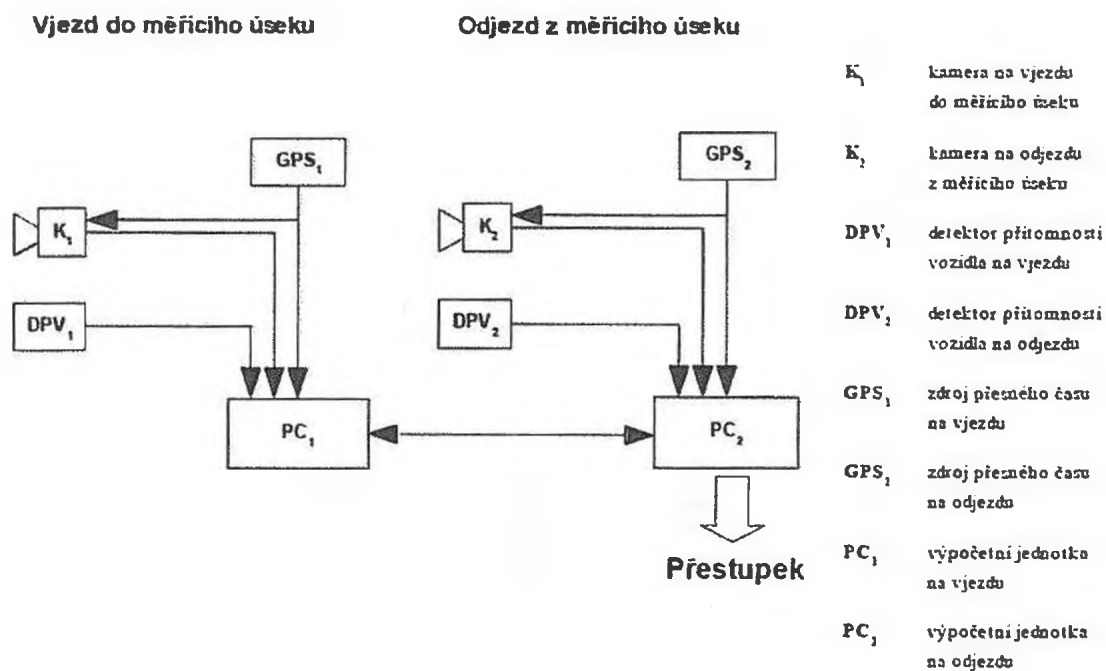 Vjezd do měřicího úseku
Odjezd z měřicího úseku
GPS₁
K₁
DPV₁
PC₁
GPS₂
K₂
DPV₂
PC₂
Přestupek
K₁ kamera na vjezdu
do měřicího úseku
K₂ kamera na odjezdu
z měřicího úseku
DPV₁ detektor přítomnosti
vozidla na vjezdu
DPV₂ detektor přítomnosti
vozidla na odjezdu
GPS₁ zdroj přesného času
na vjezdu
GPS₂ zdroj přesného času
na odjezdu
PC₁ výpočetní jednotka
na vjezdu
PC₂ výpočetní jednotka
na odjezdu